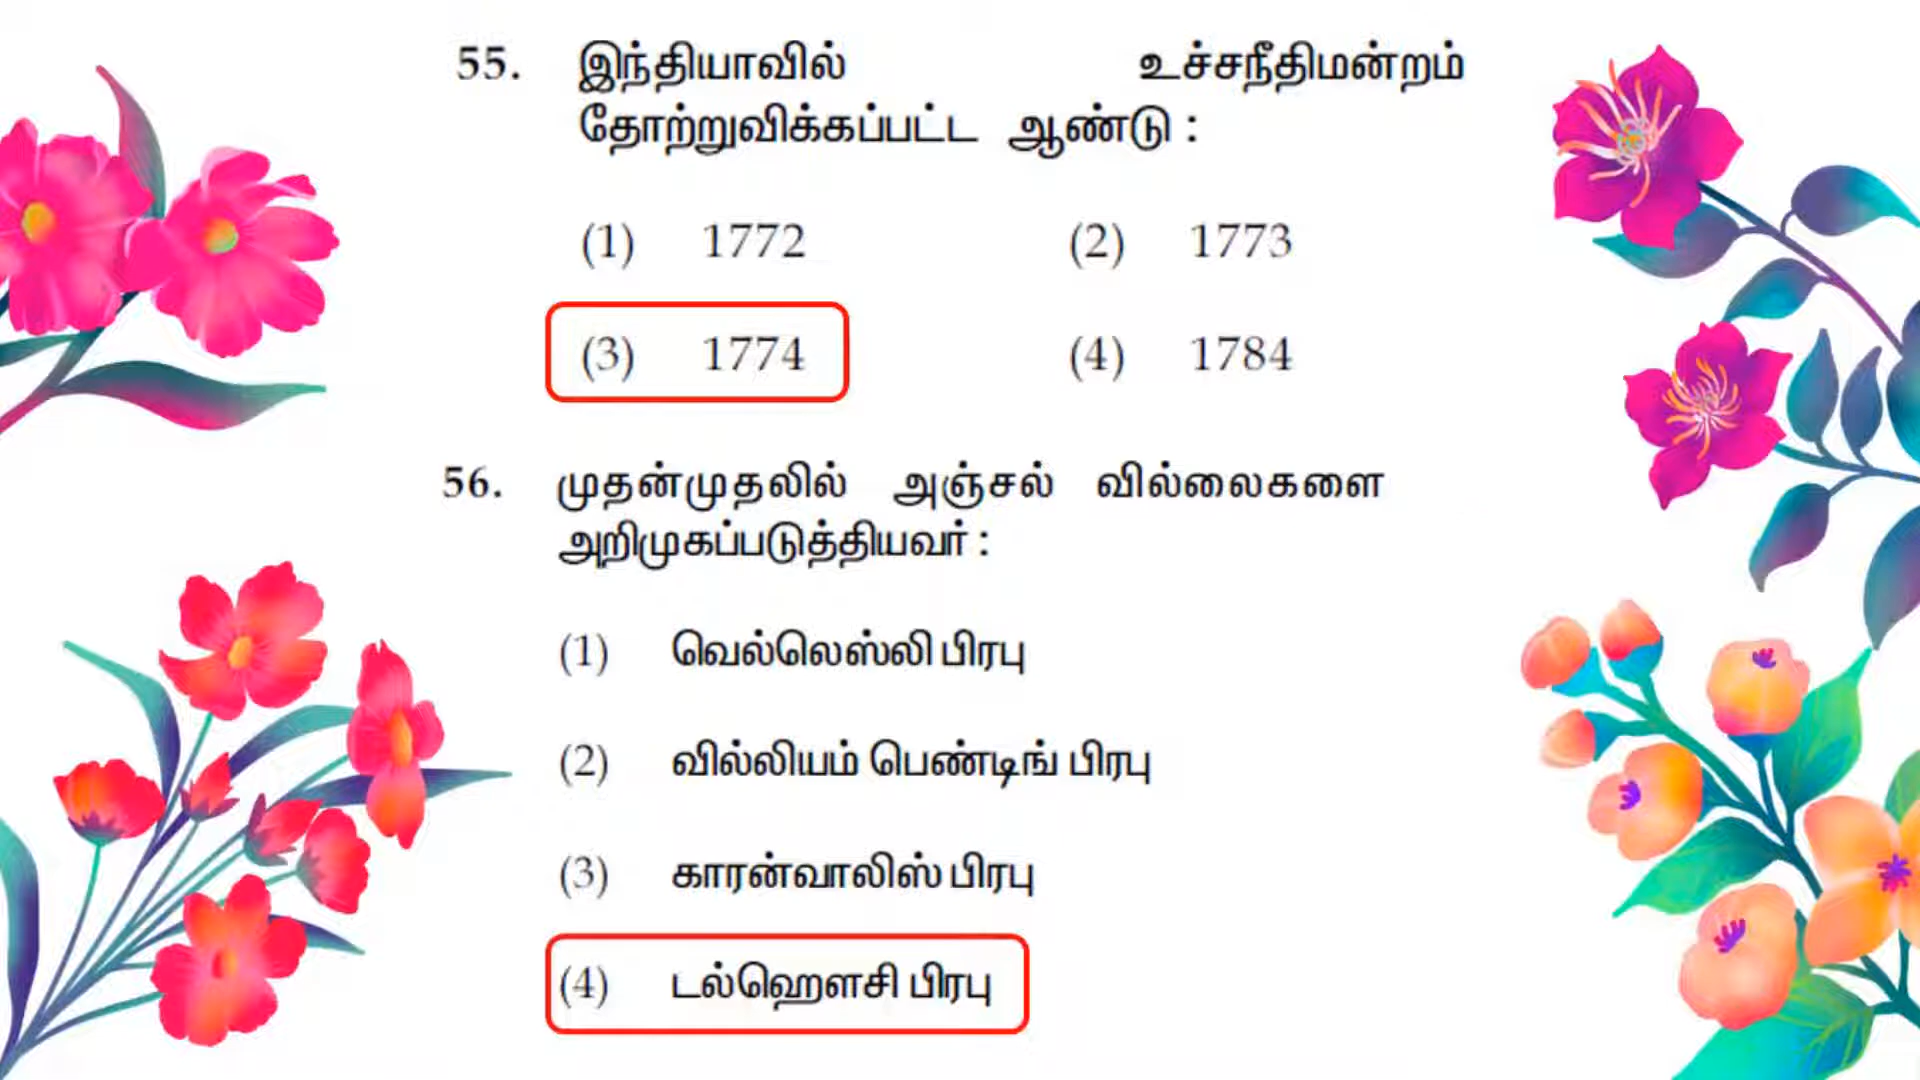 55. இந்தியாவில் உச்சநீதிமன்றம்
தோற்றுவிக்கப்பட்ட ஆண்டு :
(1) 1772 (2) 1773
(3) 1774 (4) 1784
56. முதன்முதலில் அஞ்சல் வில்லைகளை
அறிமுகப்படுத்தியவர் :
(1) வெல்லெஸ்லி பிரபு
(2) வில்லியம் பெண்டிங் பிரபு
(3) காரன்வாலிஸ் பிரபு
(4) டல்ஹௌசி பிரபு